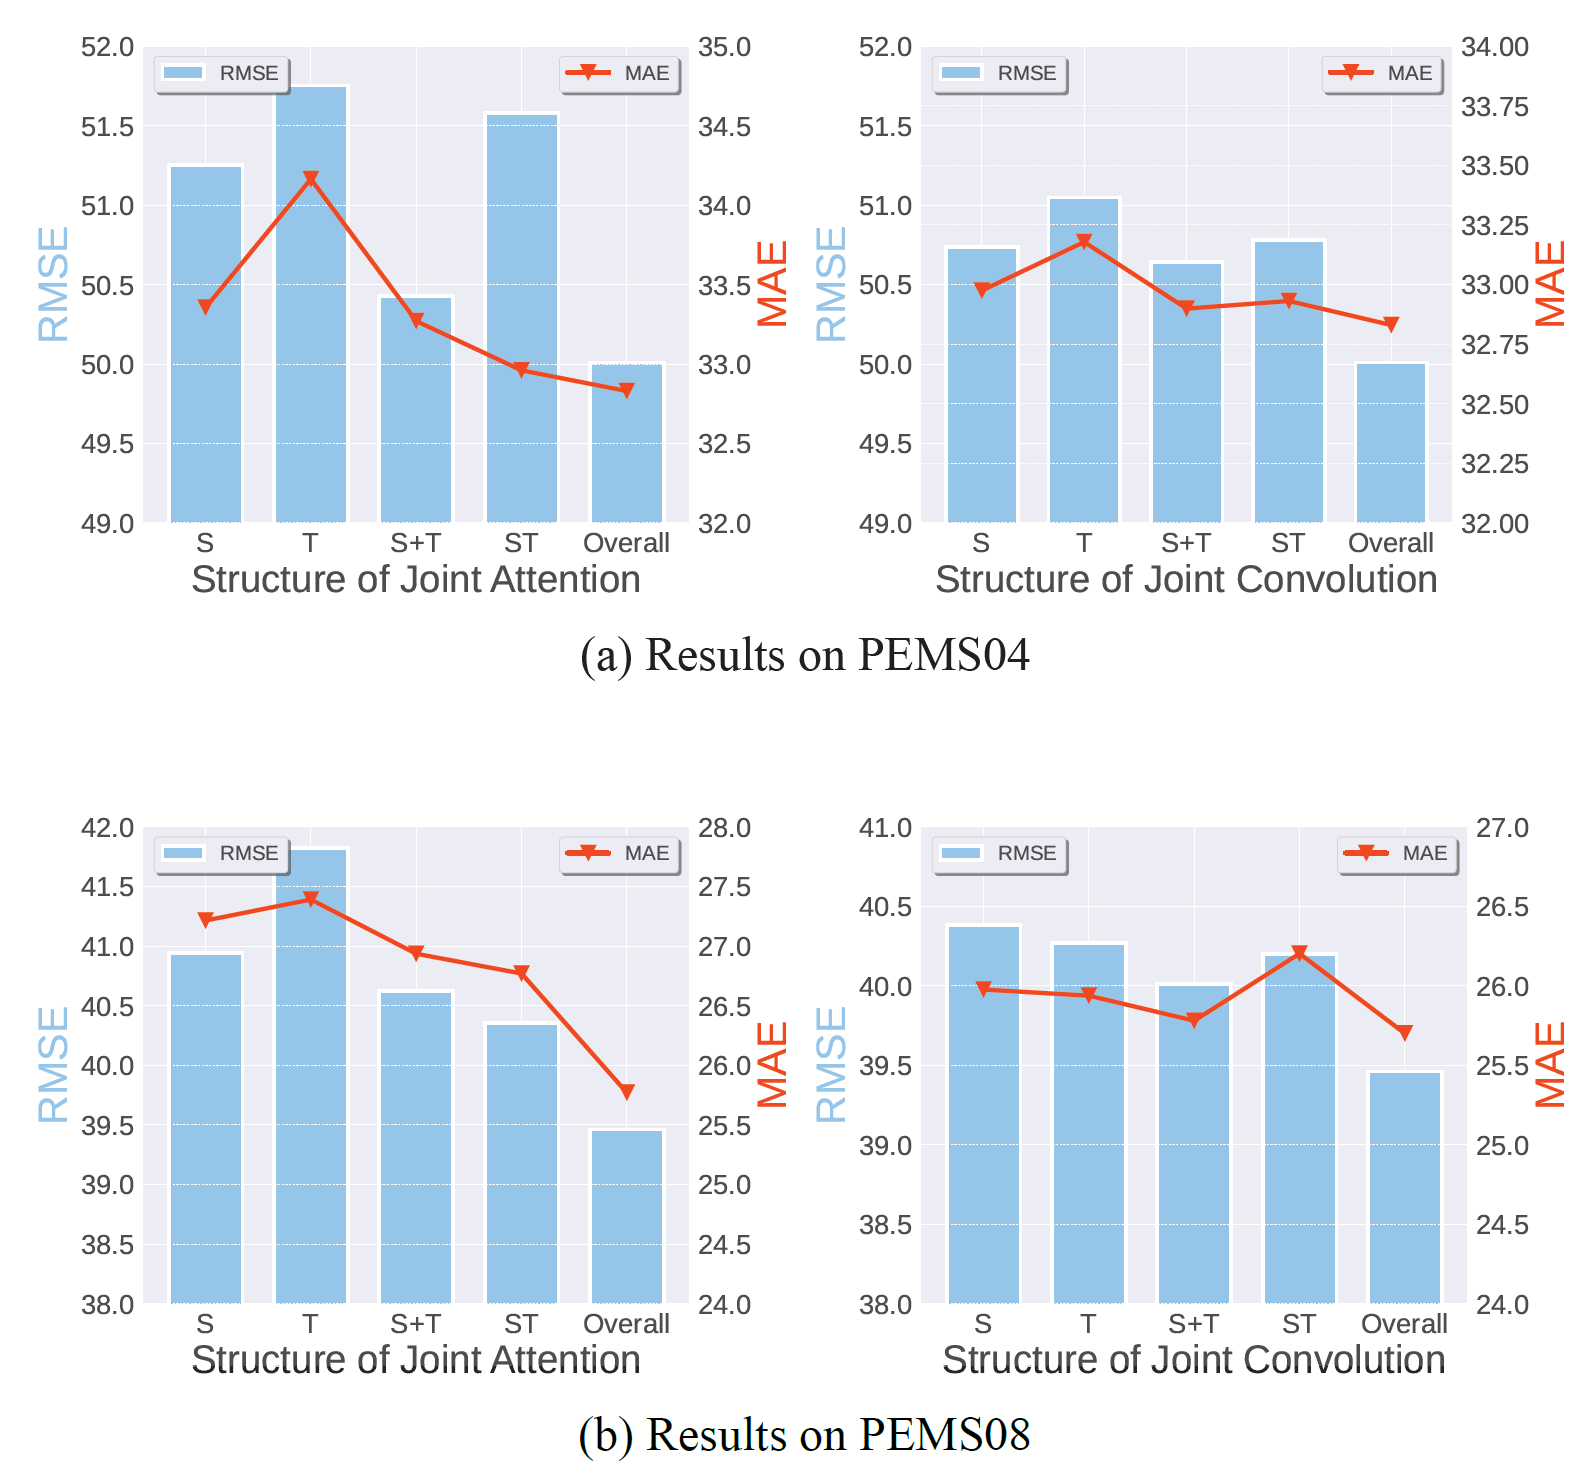 52.0
51.5
51.0
50.5
50.0
49.5
49.0
RMSE
RMSE
MAE
35.0
34.5
34.0
33.5
33.0
32.5
32.0
MAE
S T S+T ST Overall
Structure of Joint Attention
52.0
51.5
51.0
50.5
50.0
49.5
49.0
RMSE
RMSE
MAE
34.00
33.75
33.50
33.25
33.00
32.75
32.50
32.25
32.00
MAE
S T S+T ST Overall
Structure of Joint Convolution
(a) Results on PEMS04
42.0
41.5
41.0
40.5
40.0
39.5
39.0
38.5
38.0
RMSE
RMSE
MAE
28.0
27.5
27.0
26.5
26.0
25.5
25.0
24.5
24.0
MAE
S T S+T ST Overall
Structure of Joint Attention
41.0
40.5
40.0
39.5
39.0
38.5
38.0
RMSE
RMSE
MAE
27.0
26.5
26.0
25.5
25.0
24.5
24.0
MAE
S T S+T ST Overall
Structure of Joint Convolution
(b) Results on PEMS08